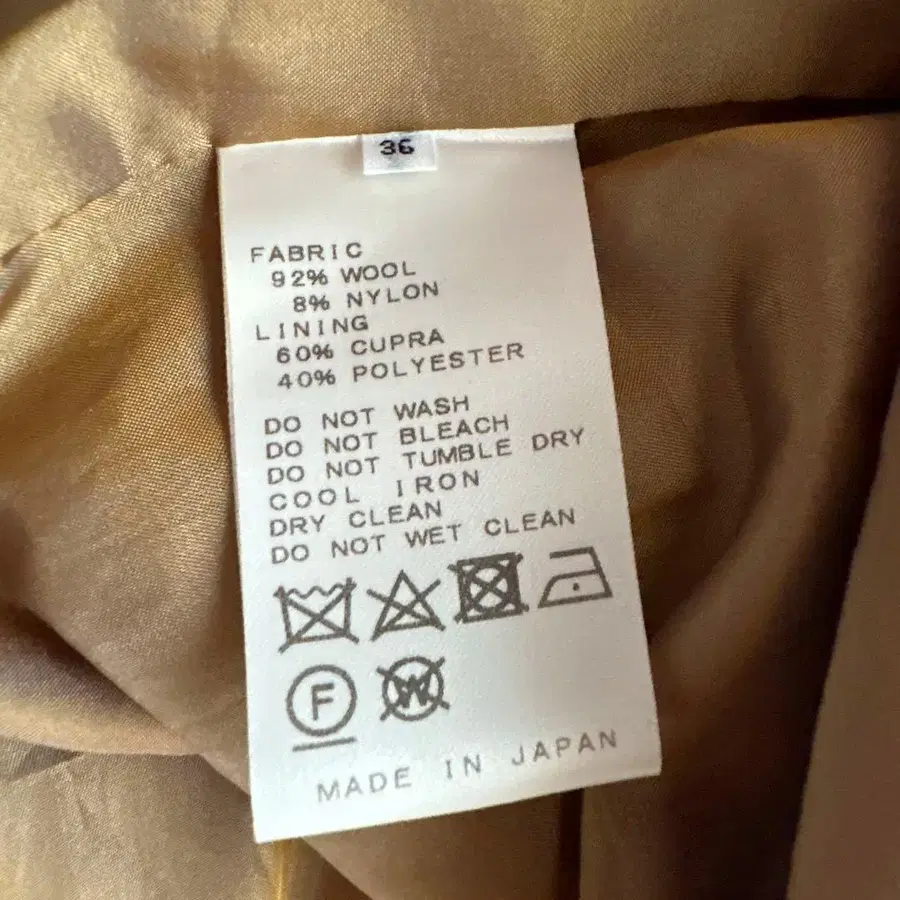 36
FABRIC
92% WOOL
8% NYLON
LINING
60% CUPRA
40% POLYESTER
DO NOT WASH
DO NOT BLEACH
DO NOT TUMBLE DRY
COOL IRON
DRY CLEAN
DO NOT WET CLEAN
F W
MADE IN JAPAN